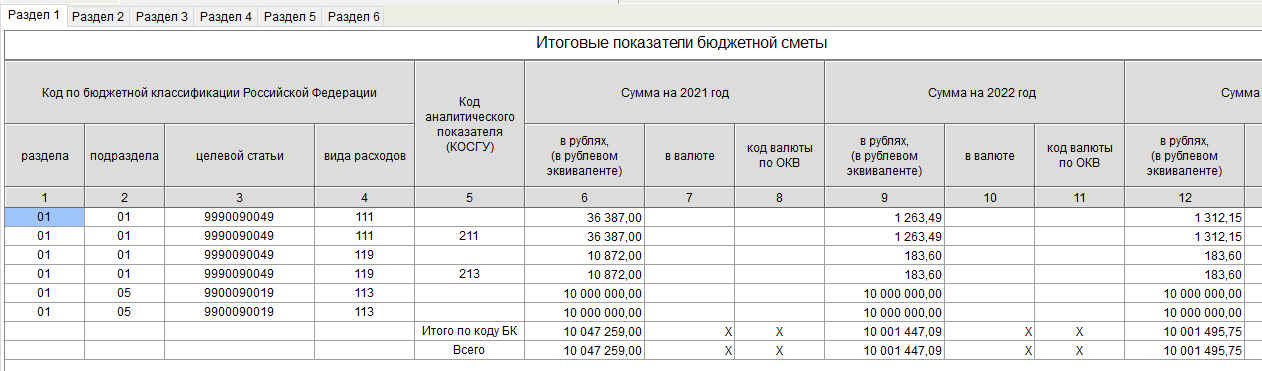 Раздел 1 Раздел 2 Раздел 3 Раздел 4 Раздел 5 Раздел 6
Итоговые показатели бюджетной сметы
Код по бюджетной классификации Российской Федерации
Код
аналитического
показателя
(КОСГУ)
Сумма на 2021 год
Сумма на 2022 год
Сумма
раздела
подраздела
целевой статьи
вида расходов
в рублях,
(в рублевом
эквиваленте)
в валюте
код валюты
по ОКВ
в рублях,
(в рублевом
эквиваленте)
в валюте
код валюты
по ОКВ
в рублях,
(в рублевом
эквиваленте)
1 2 3 4 5 6 7 8 9 10 11 12
01 01 9990090049 111 36 387,00 1 263,49 1 312,15
01 01 9990090049 111 211 36 387,00 1 263,49 1 312,15
01 01 9990090049 119 10 872,00 183,60 183,60
01 01 9990090049 119 213 10 872,00 183,60 183,60
01 05 9900090019 113 10 000 000,00 10 000 000,00 10 000 000,00
01 05 9900090019 113 10 000 000,00 10 000 000,00 10 000 000,00
Итого по коду БК 10 047 259,00 X X 10 001 447,09 X X 10 001 495,75
Всего 10 047 259,00 X X 10 001 447,09 X X 10 001 495,75